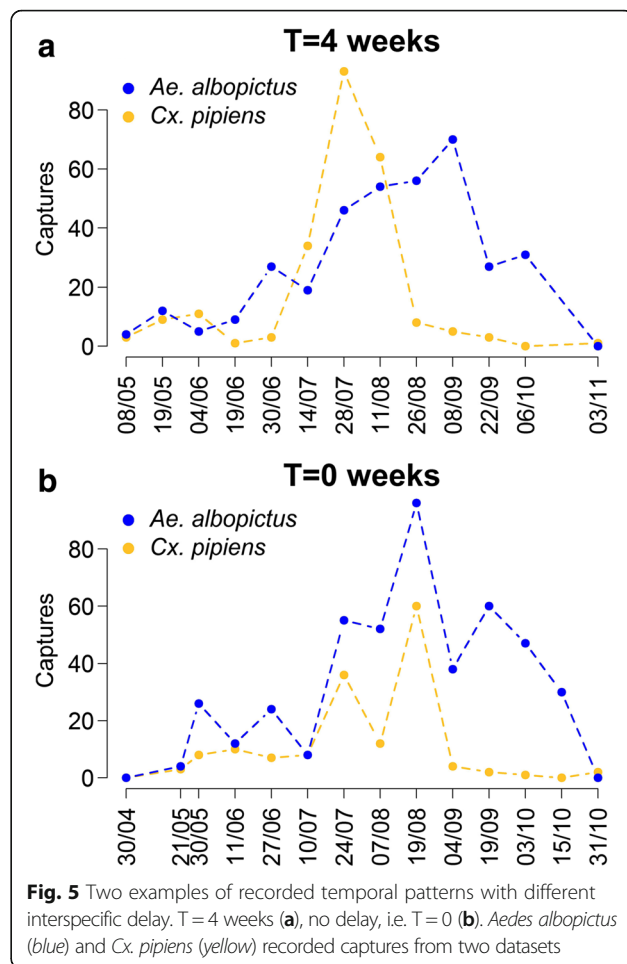 a
T=4 weeks
Ae. albopictus
Cx. pipiens
Captures
80
60
40
20
0
08/05
19/05
04/06
19/06
30/06
14/07
28/07
11/08
26/08
08/09
22/09
06/10
03/11
b
T=0 weeks
Ae. albopictus
Cx. pipiens
Captures
80
60
40
20
0
30/04
21/05
30/05
11/06
27/06
10/07
24/07
07/08
19/08
04/09
19/09
03/10
15/10
31/10
Fig. 5 Two examples of recorded temporal patterns with different
interspecific delay. T = 4 weeks (a), no delay, i.e. T = 0 (b). Aedes albopictus
(blue) and Cx. pipiens (yellow) recorded captures from two datasets